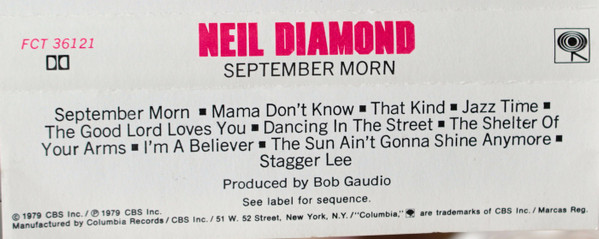 NEIL DIAMOND
FCT 36121
SEPTEMBER MORN
September Morn ■ Mama Don't Know ■ That Kind ■ Jazz Time ■
The Good Lord Loves You ■ Dancing In The Street ■ The Shelter Of
Your Arms ■ I'm A Believer ■ The Sun Ain't Gonna Shine Anymore ■
Stagger Lee
Produced by Bob Gaudio
See label for sequence.
© 1979 CBS Inc./℗ 1979 CBS Inc.
Manufactured by Columbia Records/CBS Inc./51 W. 52 Street, New York, N.Y./"Columbia," are trademarks of CBS Inc./Marcas Reg.